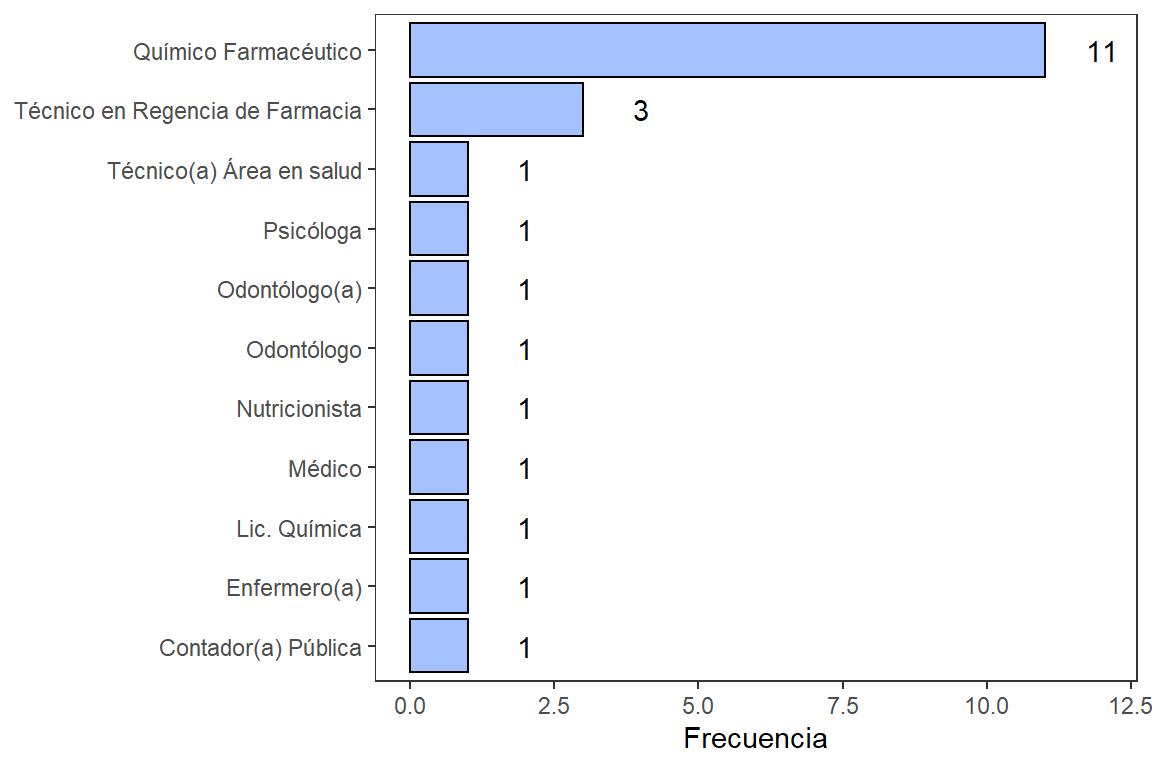 Químico Farmacéutico 11
Técnico en Regencia de Farmacia 3
Técnico(a) Área en salud 1
Psicóloga 1
Odontólogo(a) 1
Odontólogo 1
Nutricionista 1
Médico 1
Lic. Química 1
Enfermero(a) 1
Contador(a) Pública 1
0.0 2.5 5.0 7.5 10.0 12.5
Frecuencia